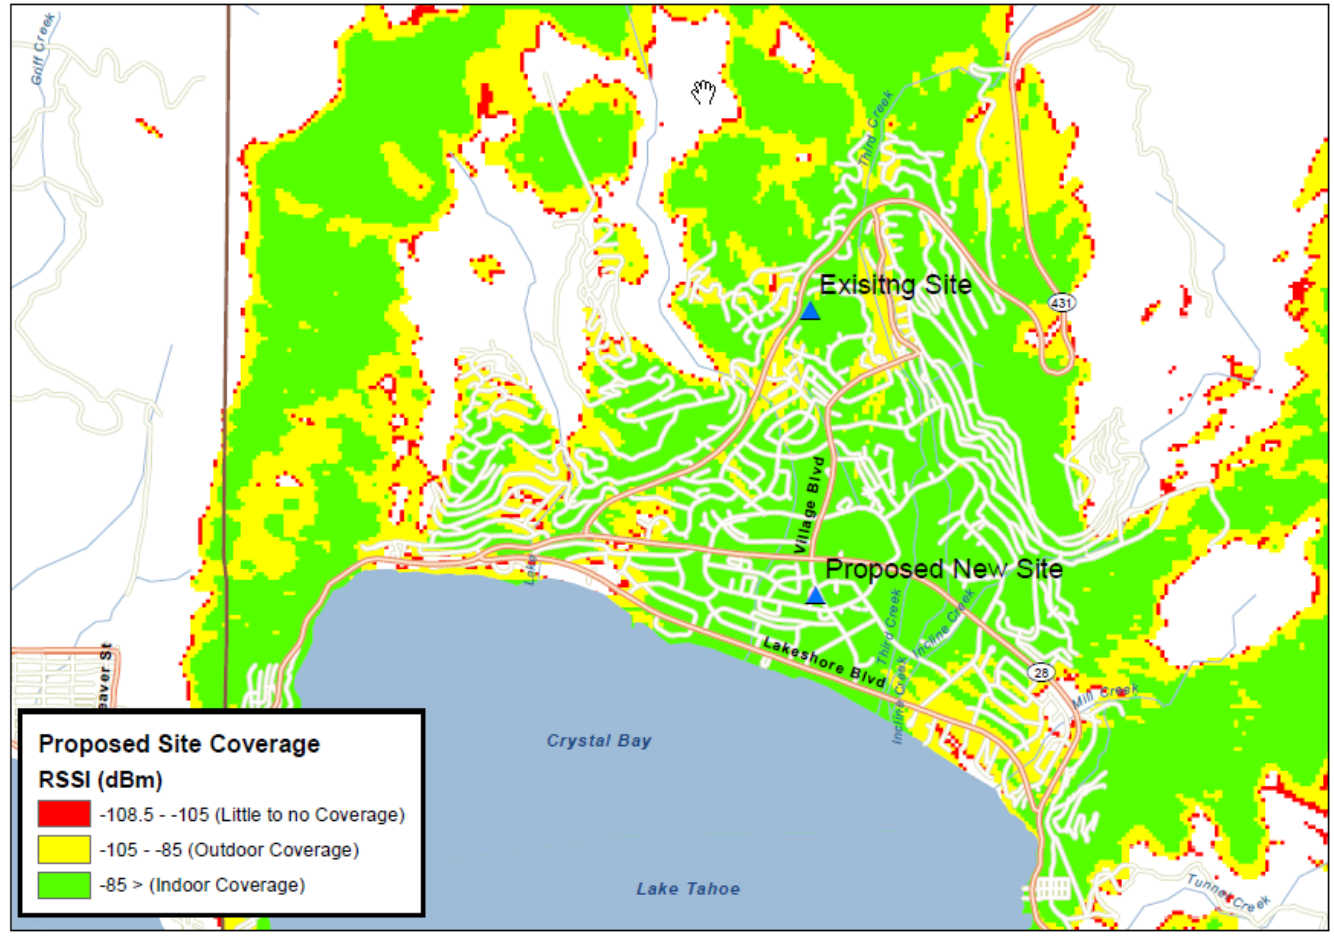 Griff Creek
Third Creek
Exisitng Site
431
Village Blvd
Lake
Proposed New Site
Third Creek
Incline Creek
Lakeshore Blvd
Incline Creek
28
Mill Creek
eaver St
Crystal Bay
Lake Tahoe
Tunnel Creek
Proposed Site Coverage
RSSI (dBm)
-108.5 - -105 (Little to no Coverage)
-105 - -85 (Outdoor Coverage)
-85 > (Indoor Coverage)